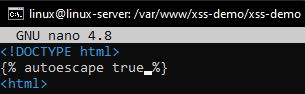 linux@linux-server: /var/www/xss-demo/xss-demo
GNU nano 4.8
<!DOCTYPE html>
{% autoescape true %}
<html>